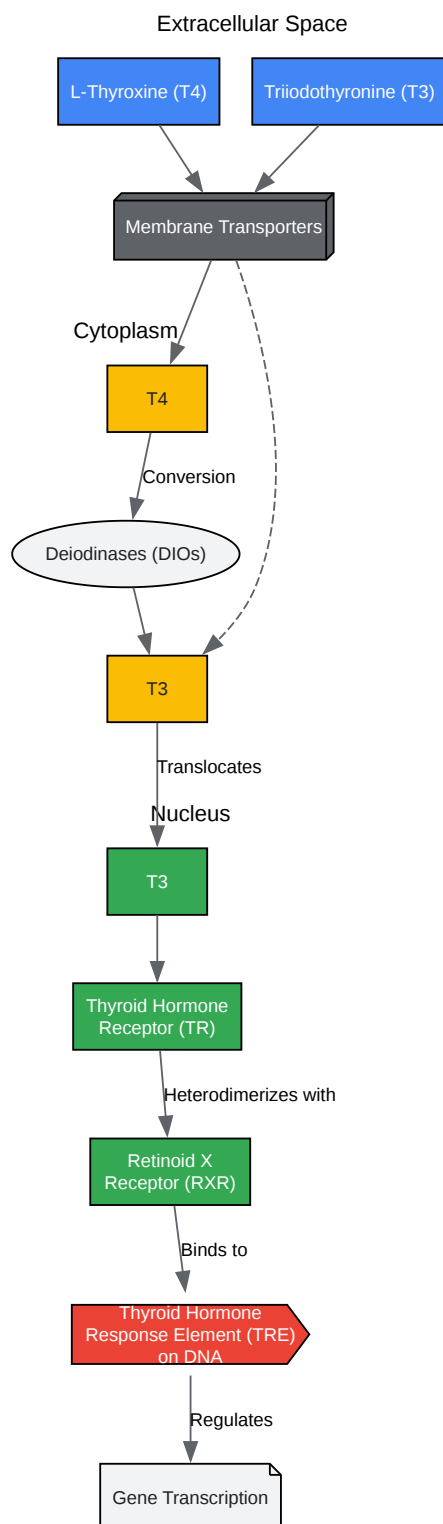 Extracellular Space
L-Thyroxine (T4)
Triiodothyronine (T3)
Membrane Transporters
Cytoplasm
T4
Conversion
Deiodinases (DIOs)
T3
Translocates
Nucleus
T3
Thyroid Hormone
Receptor (TR)
Heterodimerizes with
Retinoid X
Receptor (RXR)
Binds to
Thyroid Hormone
Response Element (TRE)
on DNA
Regulates
Gene Transcription